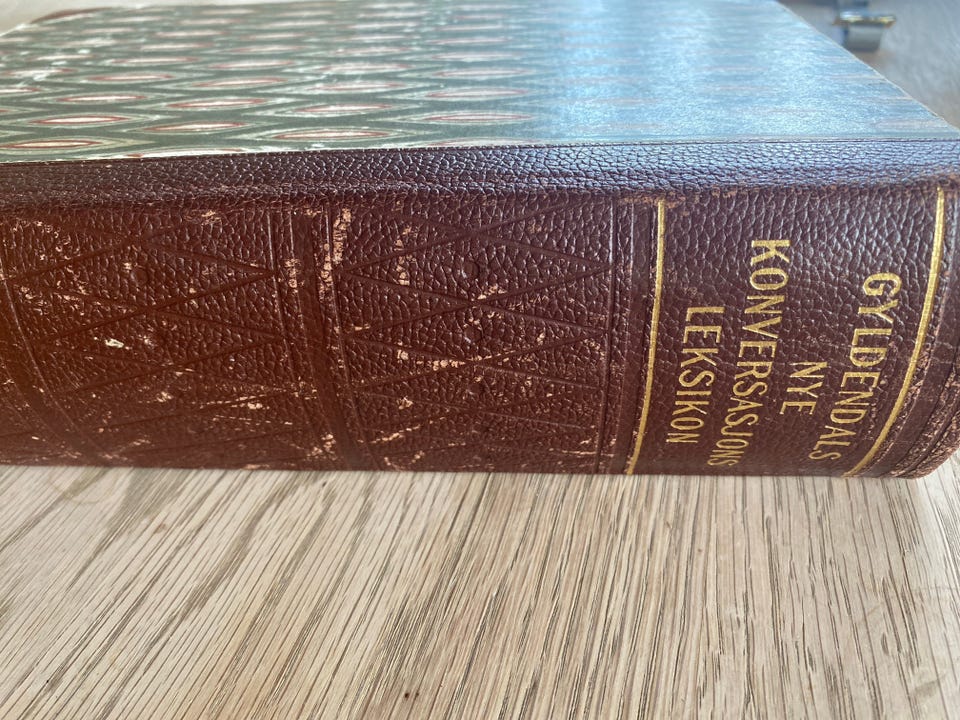 GYLDENDALS
NYE
KONVERSASJONS
LEKSIKON